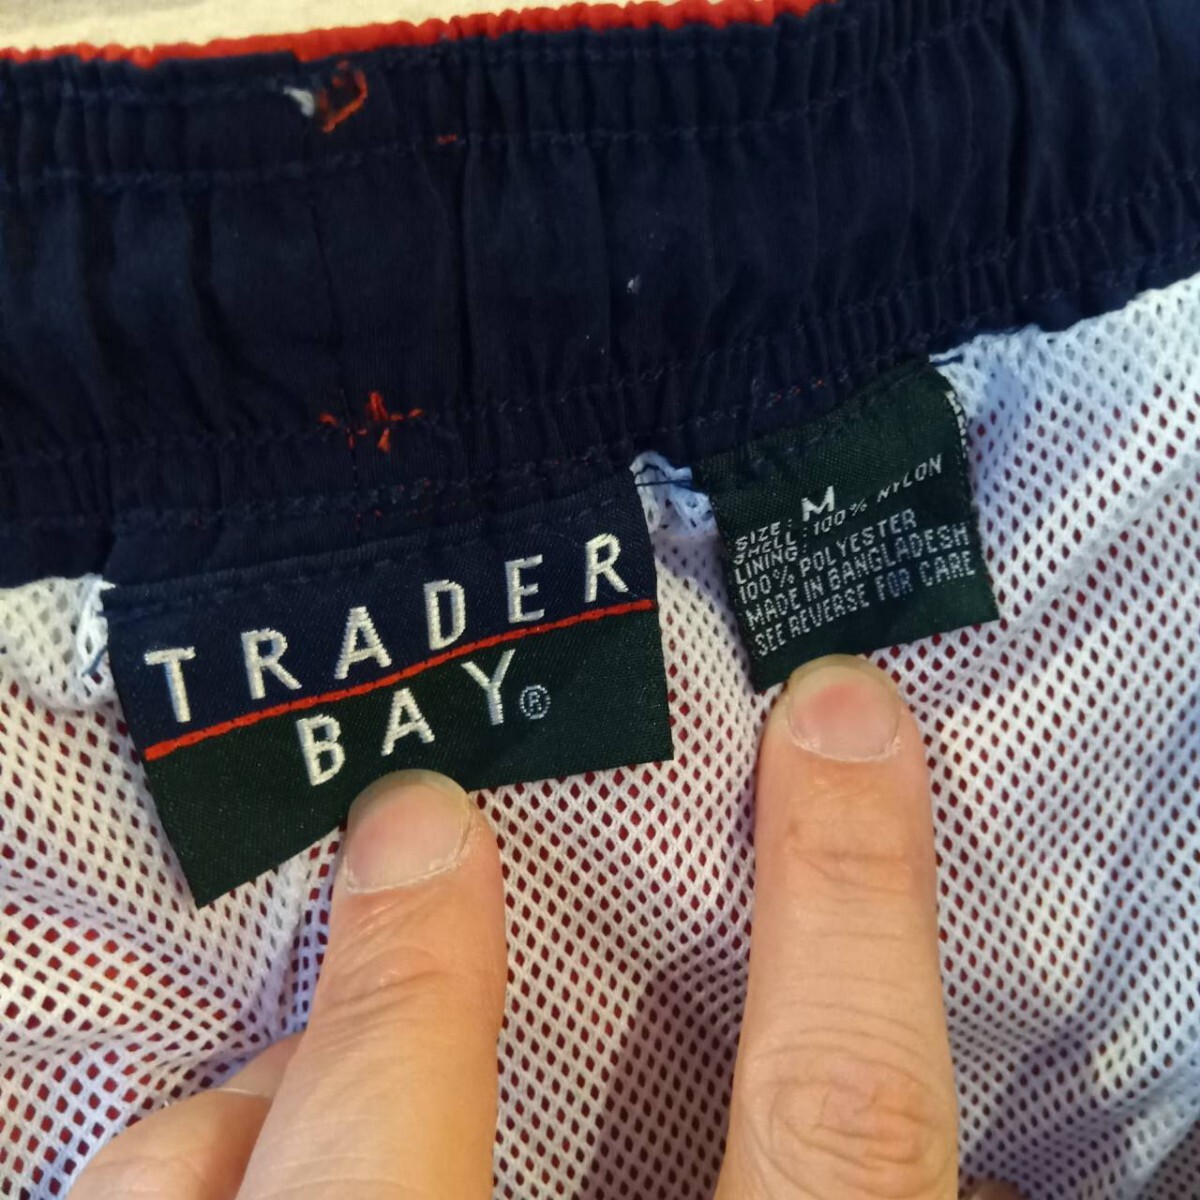 TRADER
BAY®
SIZE: M
SHELL: 100% NYLON
LINING:
100% POLYESTER
MADE IN BANGLADESH
SEE REVERSE FOR CARE